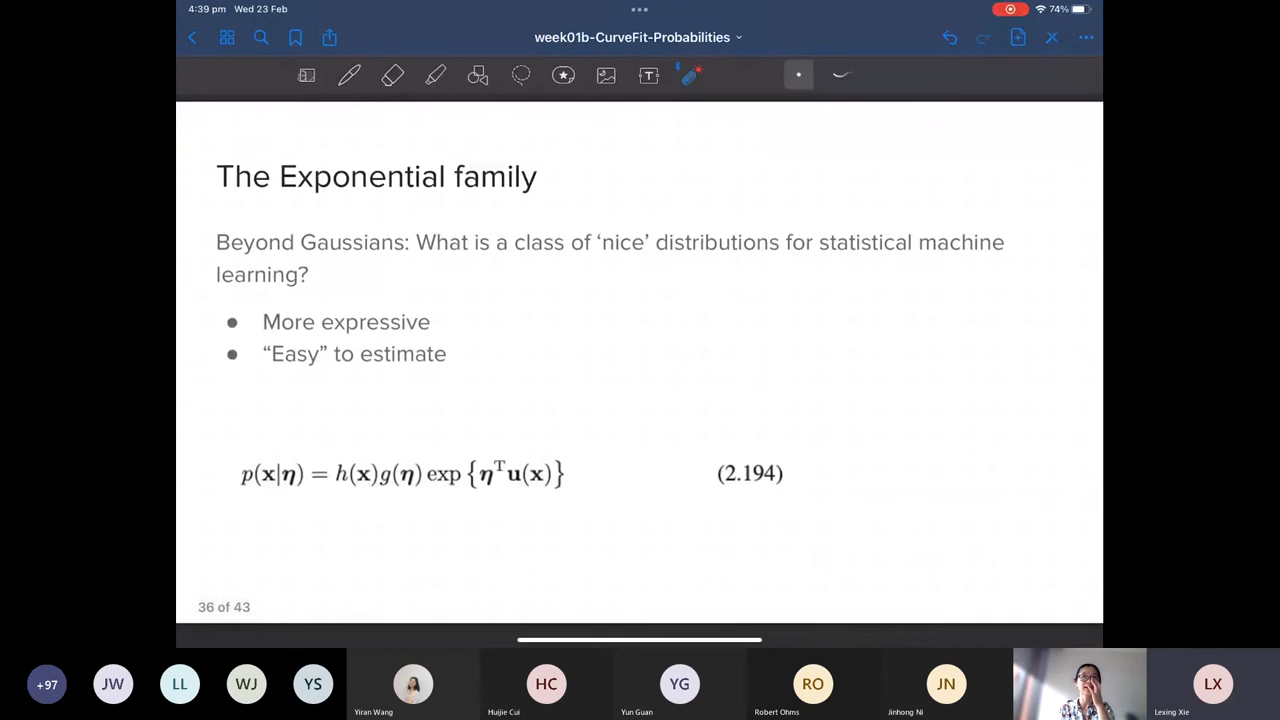 4:39 pm Wed 23 Feb
74%
week01b-CurveFit-Probabilities
The Exponential family
Beyond Gaussians: What is a class of ‘nice’ distributions for statistical machine
learning?
● More expressive
● “Easy” to estimate
p(x|η) = h(x)g(η) exp {ηᵀu(x)} (2.194)
36 of 43
+97 JW LL WJ YS HC YG RO JN LX
Yiran Wang Huijie Cui Yun Guan Robert Ohms Jinhong Ni Lexing Xie